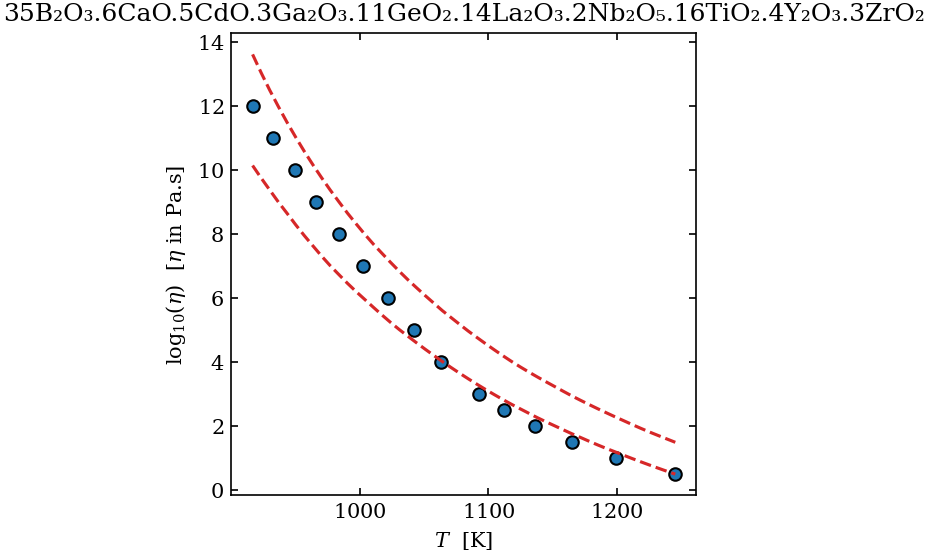 35B₂O₃.6CaO.5CdO.3Ga₂O₃.11GeO₂.14La₂O₃.2Nb₂O₅.16TiO₂.4Y₂O₃.3ZrO₂
14
12
10
8
6
4
2
0
log₁₀(η) [η in Pa.s]
1000 1100 1200
T [K]